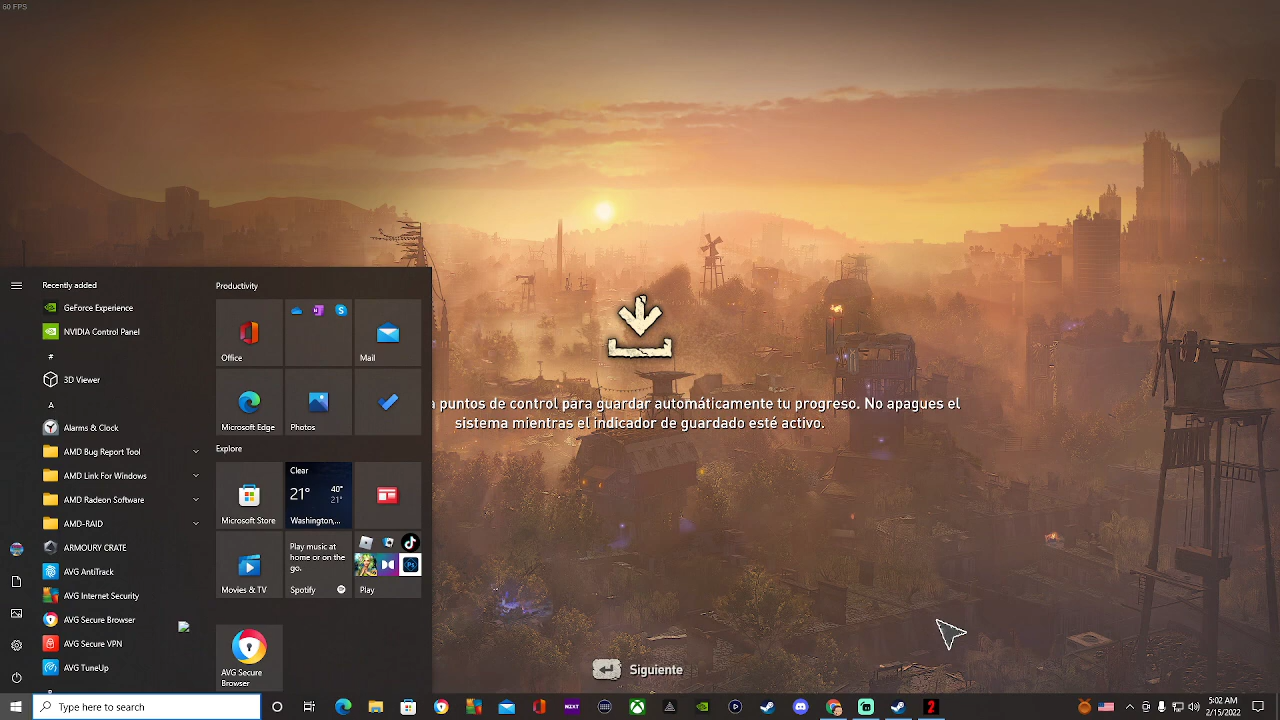 60 FPS
Recently added
GeForce Experience
NVIDIA Control Panel
#
3D Viewer
A
Alarms & Clock
AMD Bug Report Tool
AMD Link For Windows
AMD Radeon Software
AMD-RAID
ARMOURY CRATE
AVG AntiTrack
AVG Internet Security
AVG Secure Browser
AVG Secure VPN
AVG TuneUp
Productivity
Office
Mail
Microsoft Edge
Photos
Explore
Microsoft Store
Clear
21° 40°
21°
Washington,...
Movies & TV
Play music at
home or on the
go.
Spotify
Ps
Play
AVG Secure
Browser
puntos de control para guardar automáticamente tu progreso. No apagues el
sistema mientras el indicador de guardado esté activo.
Siguiente
Type here to search
NZXT
2
5:02 AM
2/15/2022